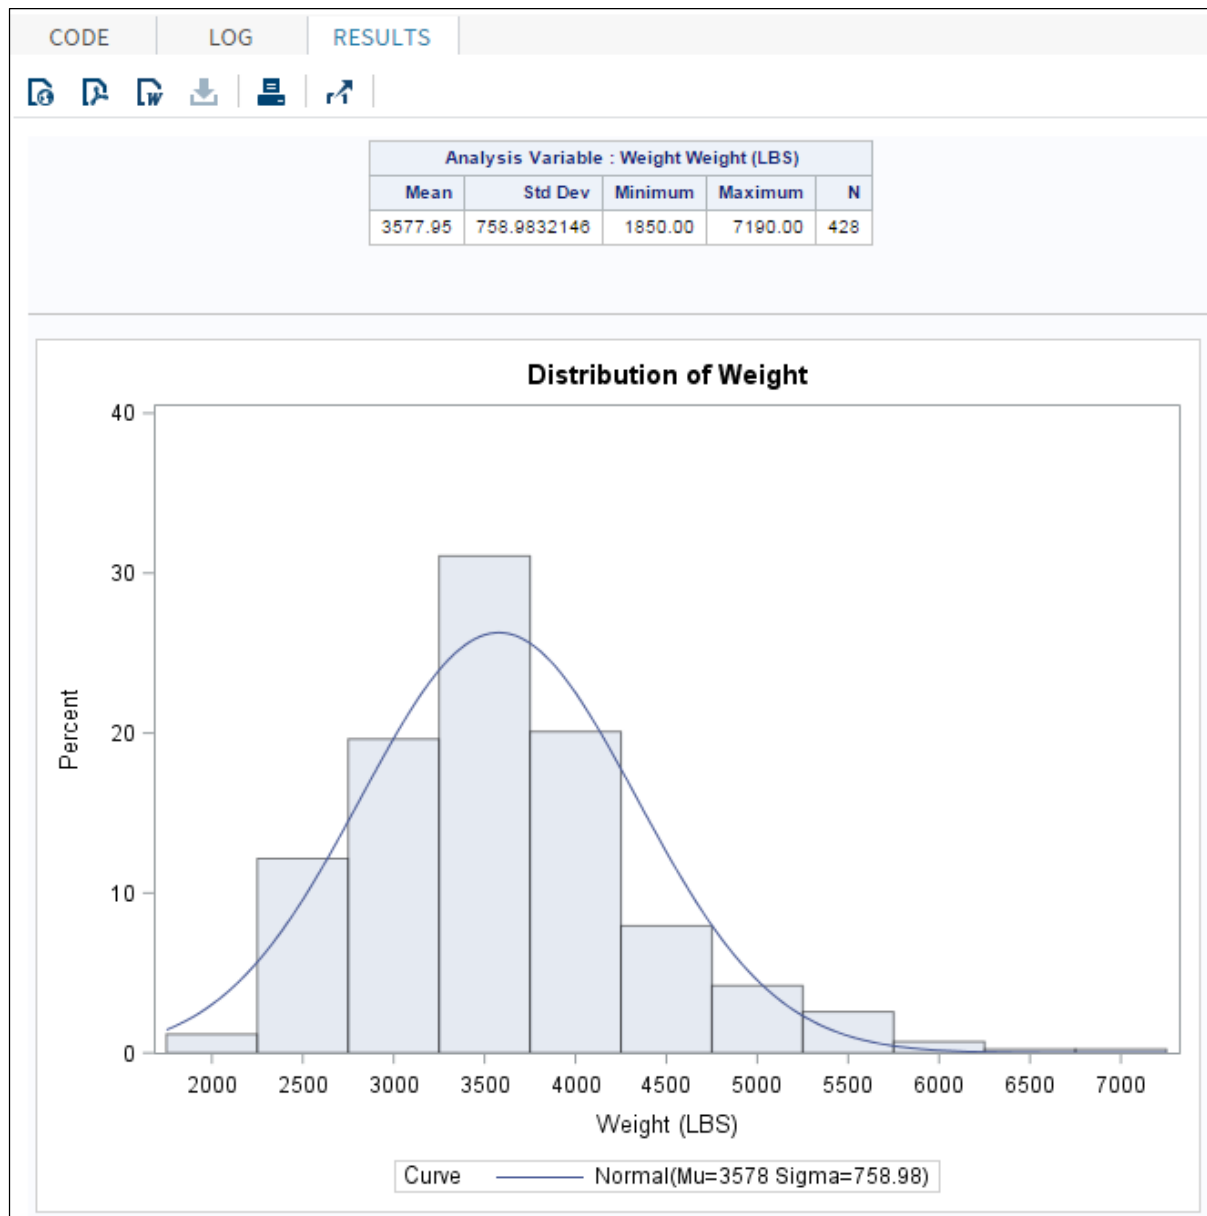 CODE LOG RESULTS
Analysis Variable : Weight Weight (LBS)
Mean Std Dev Minimum Maximum N
3577.95 758.9832146 1850.00 7190.00 428
Distribution of Weight
40
30
20
10
0
Percent
2000 2500 3000 3500 4000 4500 5000 5500 6000 6500 7000
Weight (LBS)
Curve Normal(Mu=3578 Sigma=758.98)